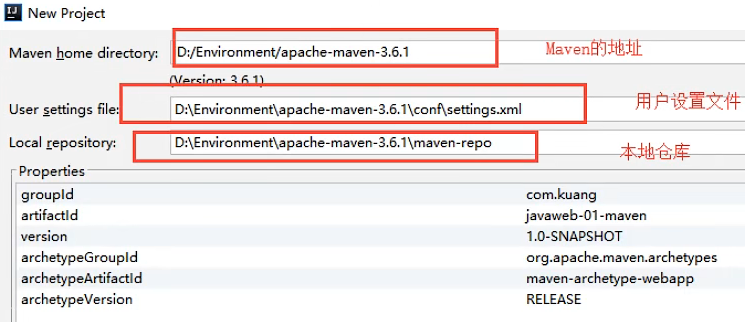 New Project
Maven home directory: D:/Environment/apache-maven-3.6.1 Maven的地址
(Version: 3.6.1)
User settings file: D:\Environment\apache-maven-3.6.1\conf\settings.xml 用户设置文件
Local repository: D:\Environment\apache-maven-3.6.1\maven-repo 本地仓库
Properties
groupId com.kuang
artifactId javaweb-01-maven
version 1.0-SNAPSHOT
archetypeGroupId org.apache.maven.archetypes
archetypeArtifactId maven-archetype-webapp
archetypeVersion RELEASE